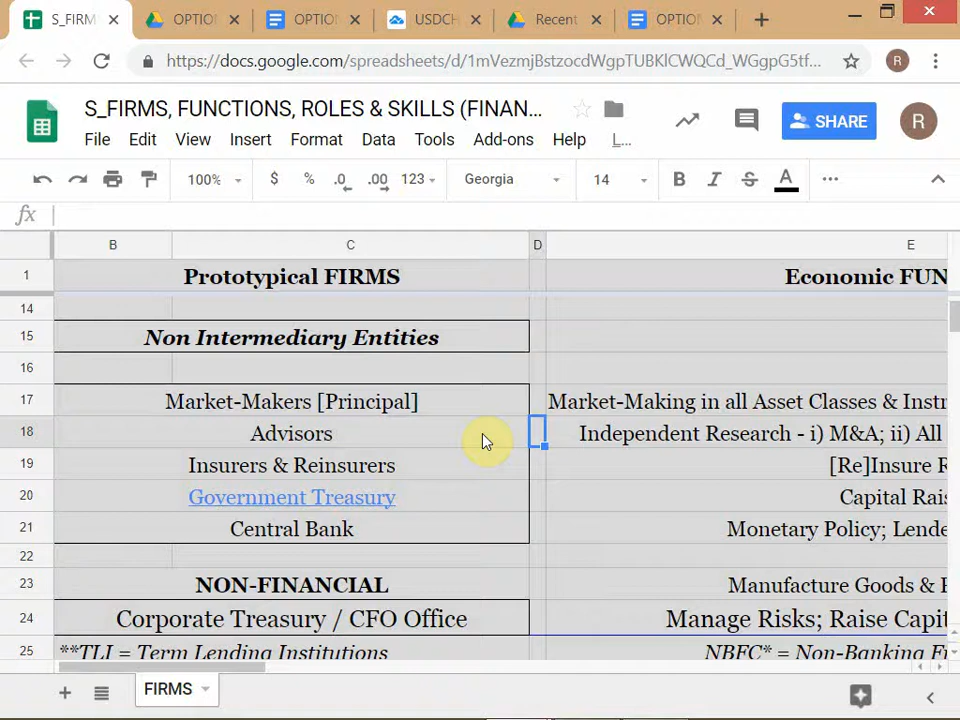 S_FIRM
OPTION
OPTION
USDCH
Recent
OPTION
https://docs.google.com/spreadsheets/d/1mVezmjBstzocdWgpTUBKlCWQCd_WGgpG5tf...
R
S_FIRMS, FUNCTIONS, ROLES & SKILLS (FINAN...
File Edit View Insert Format Data Tools Add-ons Help L...
SHARE
R
100% $ % .0 .00 123 Georgia 14 B I S A
fx
B C D E
1 Prototypical FIRMS Economic FUN
14
15 Non Intermediary Entities
16
17 Market-Makers [Principal] Market-Making in all Asset Classes & Instr
18 Advisors Independent Research - i) M&A; ii) All
19 Insurers & Reinsurers [Re]Insure R
20 Government Treasury Capital Rais
21 Central Bank Monetary Policy; Lende
22
23 NON-FINANCIAL Manufacture Goods &
24 Corporate Treasury / CFO Office Manage Risks; Raise Capit
25 **TLI = Term Lending Institutions NBFC* = Non-Banking Fi
FIRMS